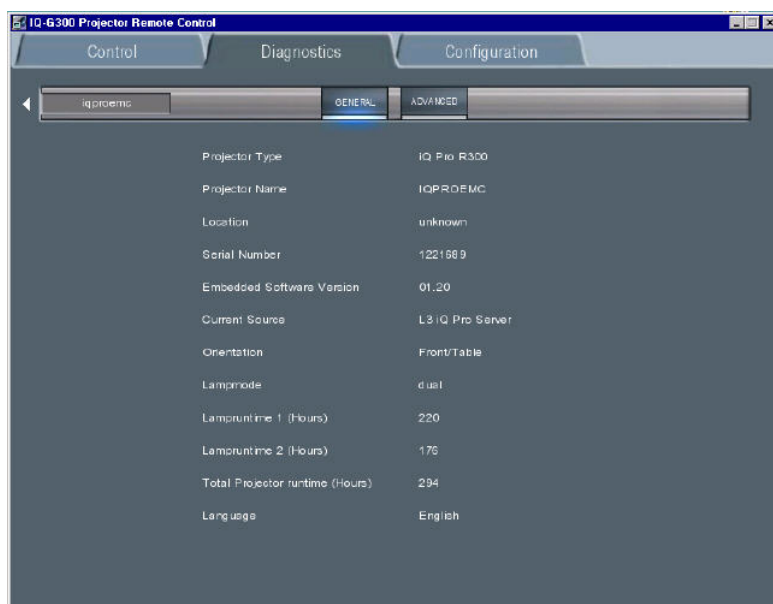 IQ-G300 Projector Remote Control
Control Diagnostics Configuration
iqproemc GENERAL ADVANCED
Projector Type iQ Pro R300
Projector Name IQPROEMC
Location unknown
Serial Number 1221689
Embedded Software Version 01.20
Current Source L3 iQ Pro Server
Orientation Front/Table
Lampmode dual
Lampruntime 1 (Hours) 220
Lampruntime 2 (Hours) 176
Total Projector runtime (Hours) 294
Language English